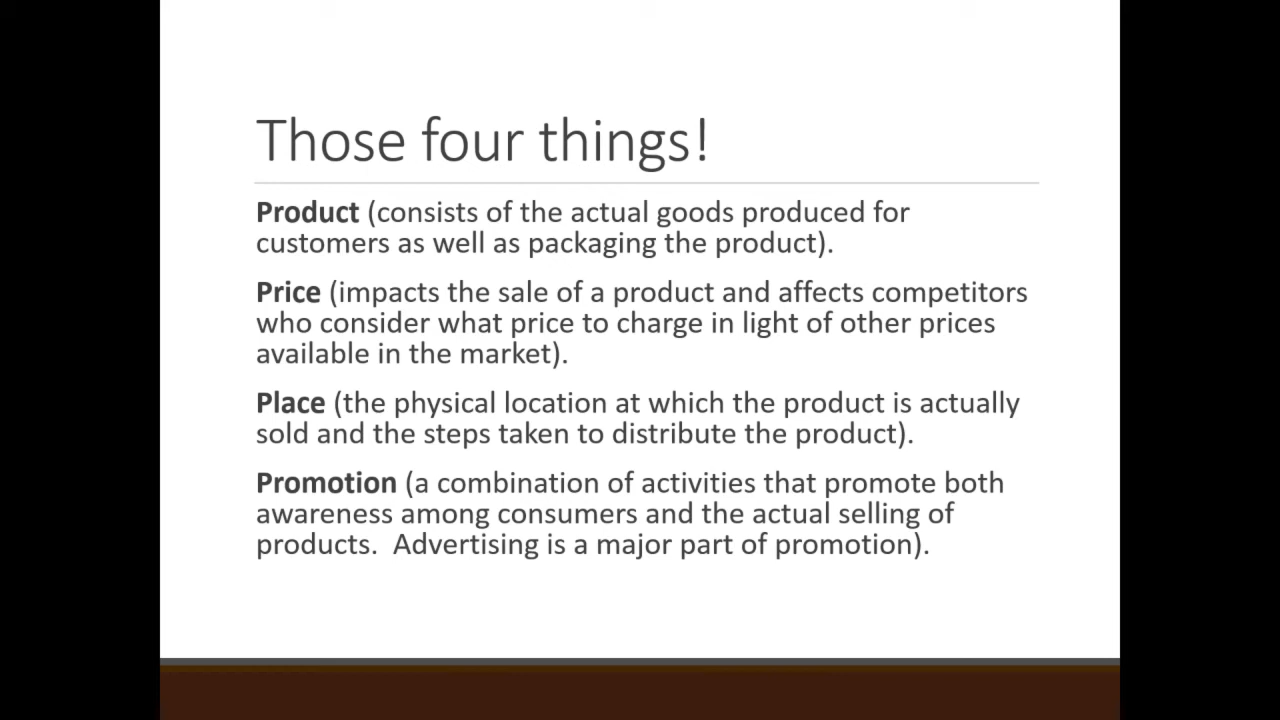 Those four things!
Product (consists of the actual goods produced for
customers as well as packaging the product).
Price (impacts the sale of a product and affects competitors
who consider what price to charge in light of other prices
available in the market).
Place (the physical location at which the product is actually
sold and the steps taken to distribute the product).
Promotion (a combination of activities that promote both
awareness among consumers and the actual selling of
products.  Advertising is a major part of promotion).